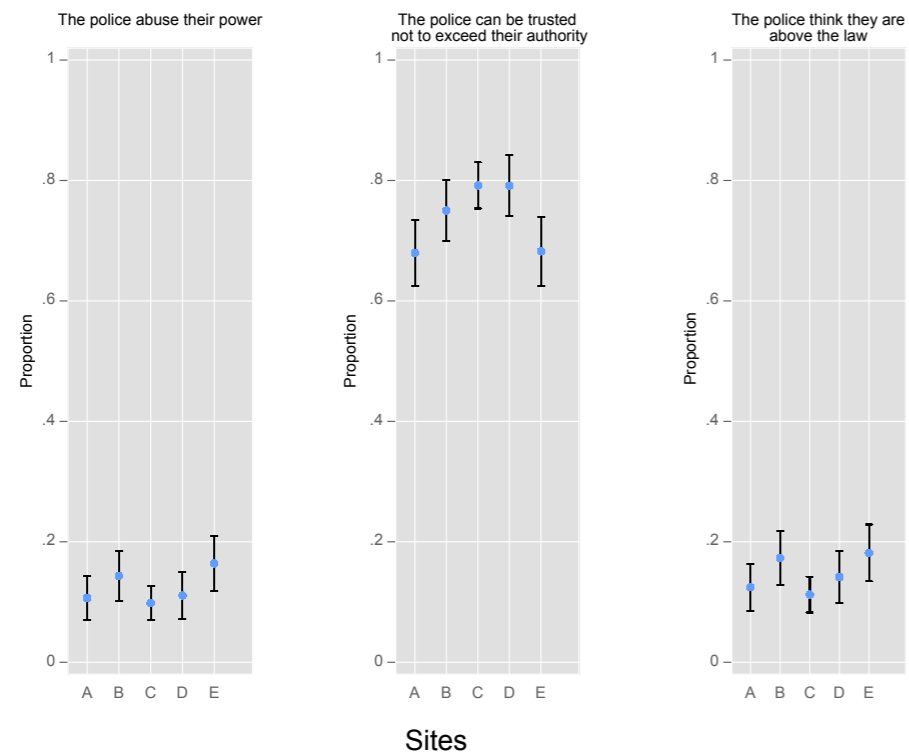 The police abuse their power
1
.8
.6
.4
.2
0
Proportion
A B C D E
The police can be trusted
not to exceed their authority
1
.8
.6
.4
.2
0
Proportion
A B C D E
The police think they are
above the law
1
.8
.6
.4
.2
0
Proportion
A B C D E
Sites